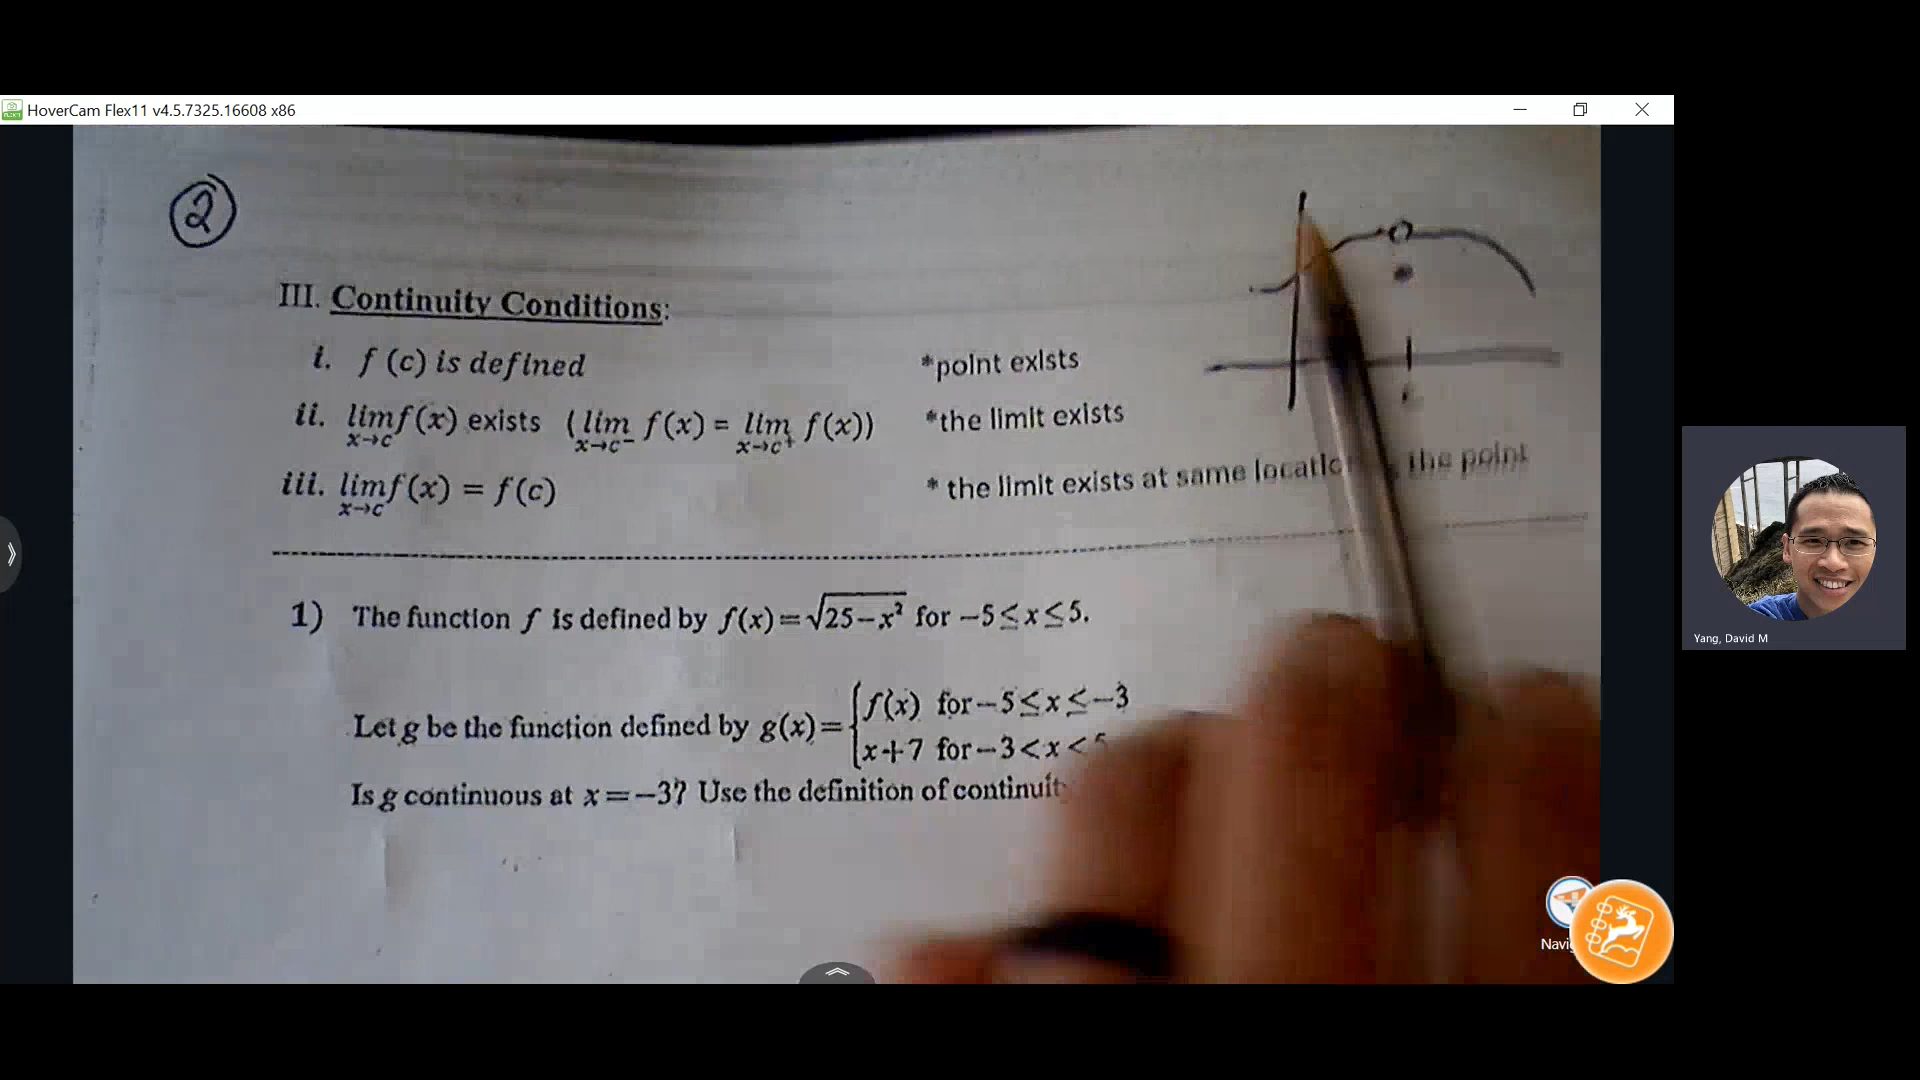 HoverCam Flex11 v4.5.7325.16608 x86
2
III. Continuity Conditions:
i. f (c) is defined *point exists
ii. lim x→c f(x) exists (lim x→c⁻ f(x) = lim x→c⁺ f(x)) *the limit exists
iii. lim x→c f(x) = f(c) * the limit exists at same the point
1) The function f is defined by f(x)=√25−x² for −5≤x≤5.
Let g be the function defined by g(x)= { f(x) for −5≤x≤−3
x+7 for −3<x<
Is g continuous at x=−3? Use the definition of
Yang, David M